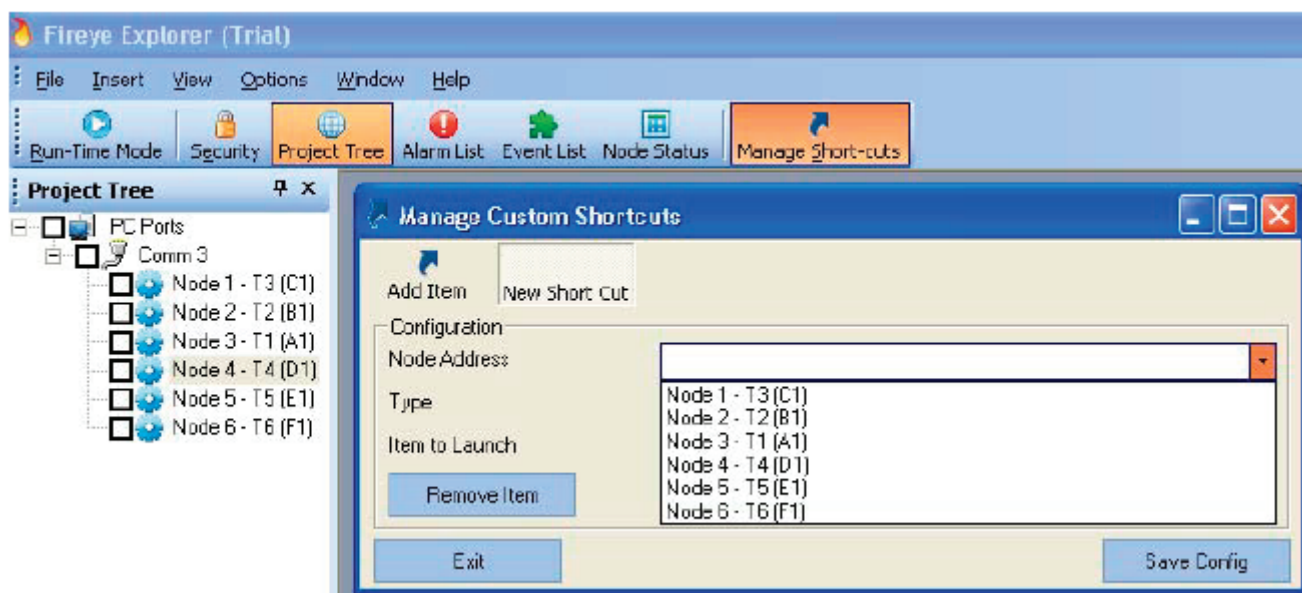 Fireye Explorer (Trial)
File Insert View Options Window Help
Run-Time Mode Security Project Tree Alarm List Event List Node Status Manage Short-cuts
Project Tree
PC Ports
Comm 3
Node 1 - T3 (C1)
Node 2 - T2 (B1)
Node 3 - T1 (A1)
Node 4 - T4 (D1)
Node 5 - T5 (E1)
Node 6 - T6 (F1)
Manage Custom Shortcuts
Add Item New Short Cut
Configuration
Node Address
Type
Item to Launch
Node 1 - T3 (C1)
Node 2 - T2 (B1)
Node 3 - T1 (A1)
Node 4 - T4 (D1)
Node 5 - T5 (E1)
Node 6 - T6 (F1)
Remove Item
Exit
Save Config